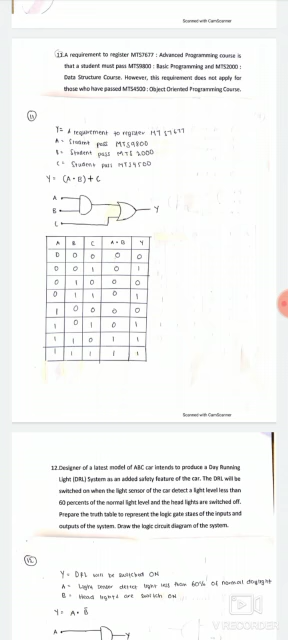 Scanned with CamScanner
11.A requirement to register MTS7677 : Advanced Programming course is
that a student must pass MTS9800 : Basic Programming and MTS2000 :
Data Structure Course. However, this requirement does not apply for
those who have passed MTS4500 : Object Oriented Programming Course.
11
Y = A requirement to register MTS7677
A = Student pass MTS9800
B = Student pass MTS 2000
C = Student pass MTS4500
Y = (A • B) + C
A
B
Y
C
A B C A • B Y
0 0 0 0 0
0 0 1 0 1
0 1 0 0 0
0 1 1 0 1
1 0 0 0 0
1 0 1 0 1
1 1 0 1 1
1 1 1 1 1
Scanned with CamScanner
12.Designer of a latest model of ABC car intends to produce a Day Running
Light (DRL) System as an added safety feature of the car. The DRL will be
switched on when the light sensor of the car detect a light level less than
60 percents of the normal light level and the head lights are switched off.
Prepare the truth table to represent the logic gate staes of the inputs and
outputs of the system. Draw the logic circuit diagram of the system.
12
Y = DRL will be switched ON
A = Light sensor detect light less than 60% of normal daylight
B = Head lights are switch ON
Y = A • B̄
A
Y
VI RECORDER